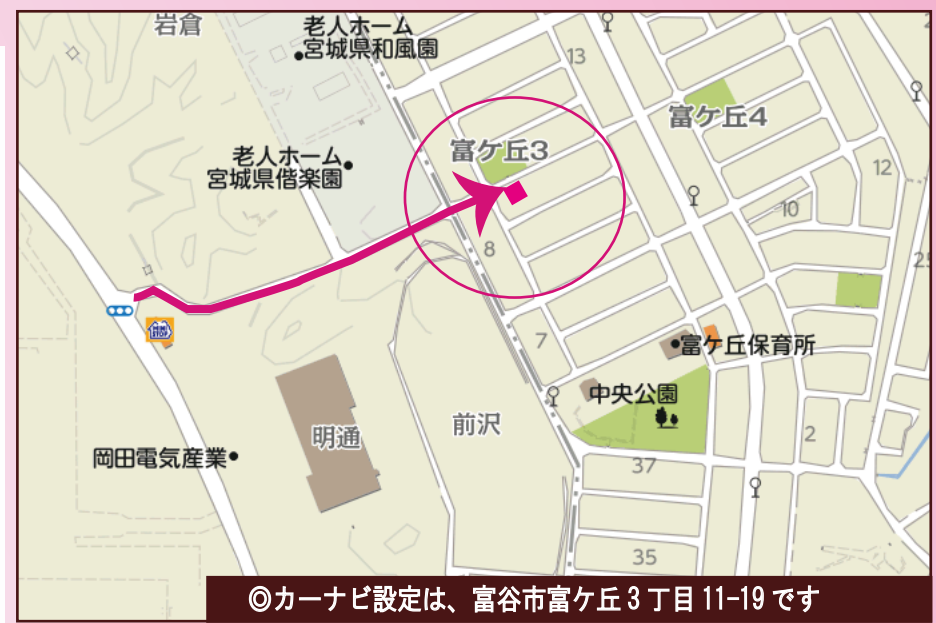 岩倉
老人ホーム
宮城県和風園
13
富ケ丘4
富ケ丘3
老人ホーム
宮城県偕楽園
12
10
8
25
MINI
STOP
7
富ケ丘保育所
中央公園
前沢
明通
2
岡田電気産業
37
35
◎カーナビ設定は、富谷市富ケ丘3丁目11-19です